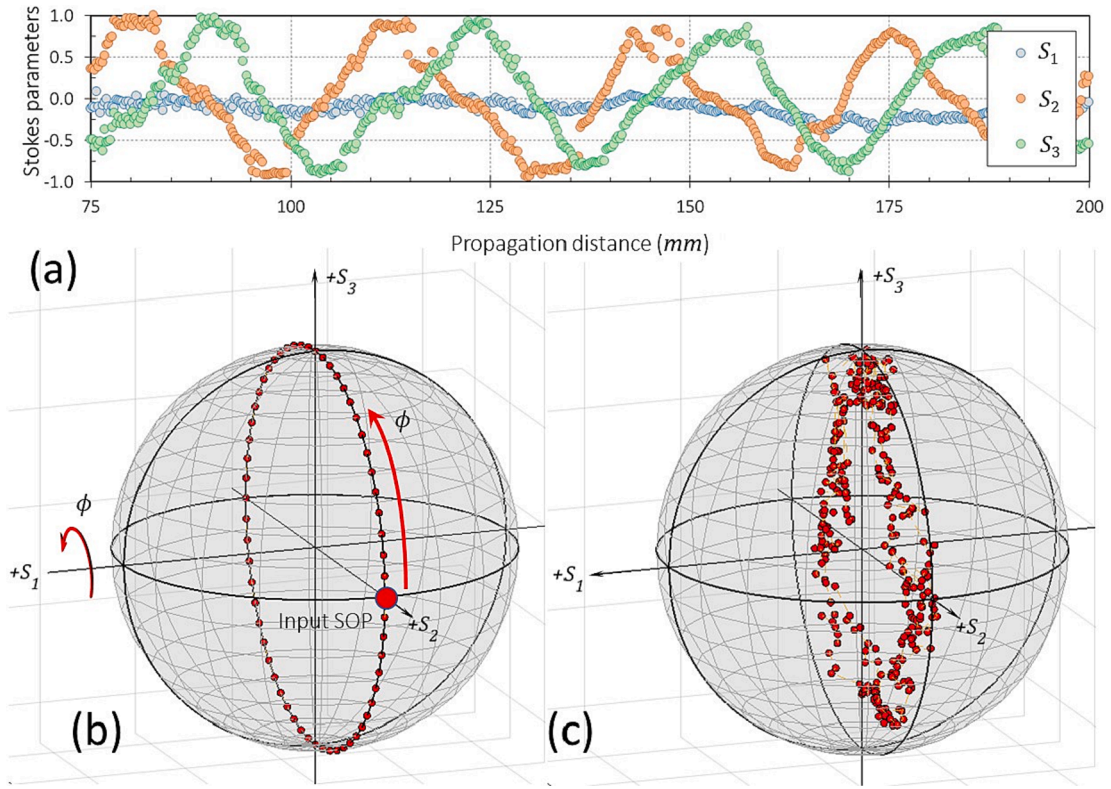 Stokes parameters
1.0
0.5
0.0
-0.5
-1.0
S₁
S₂
S₃
75 100 125 150 175 200
Propagation distance (mm)
(a)
+S₃
ϕ
ϕ
+S₁
Input SOP
+S₂
(b)
+S₃
+S₁
+S₂
(c)